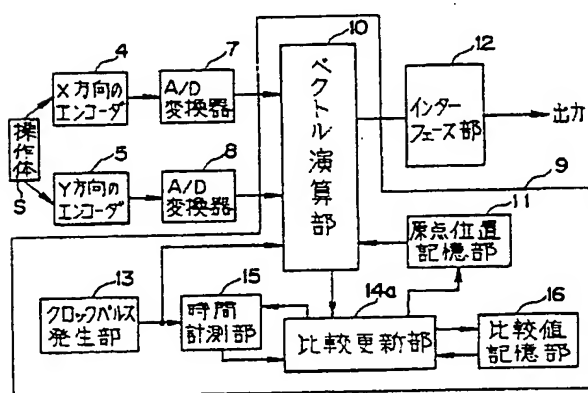 10
4
7
12
X方向の
エンコーダ
A/D
変換器
ベクトル演算部
インター
フェーズ部
出力
操作体
S
5
8
9
Y方向の
エンコーダ
A/D
変換器
11
原点位置
記憶部
13
15
14a
16
クロックパルス
発生部
時間
計測部
比較更新部
比較値
記憶部